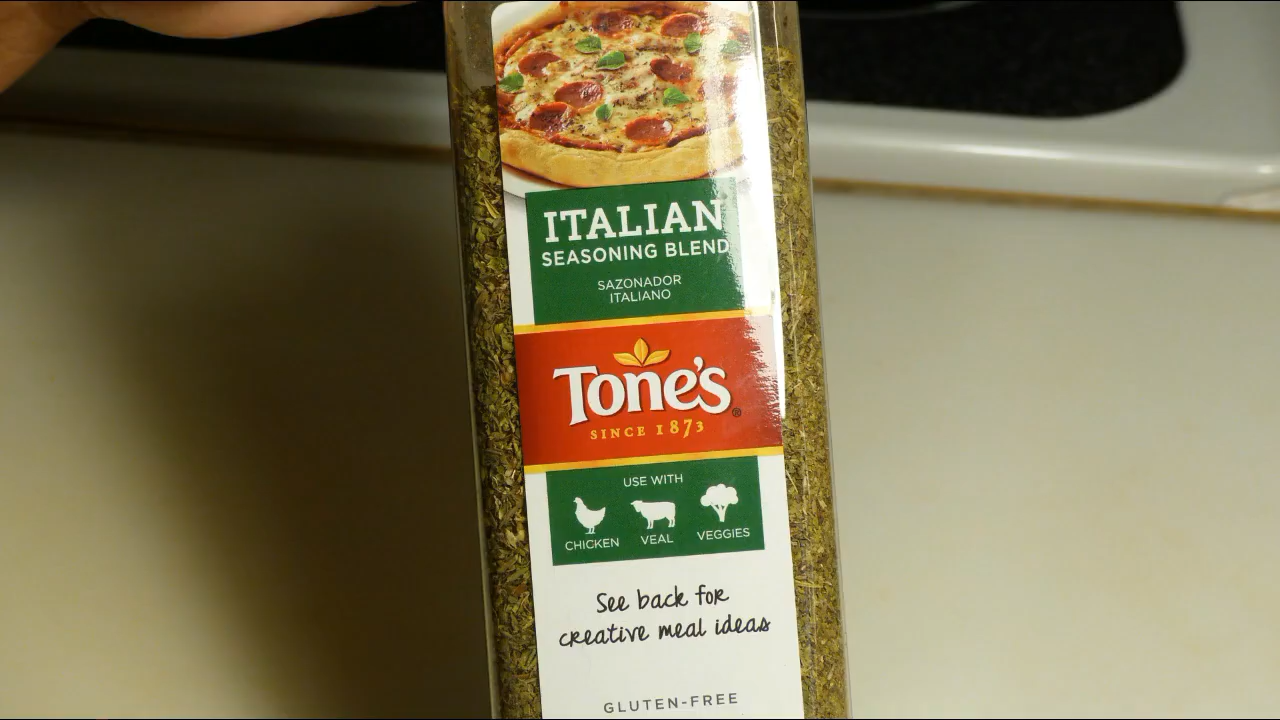 ITALIAN
SEASONING BLEND
SAZONADOR
ITALIANO
TONE'S®
SINCE 1873
USE WITH
CHICKEN VEAL VEGGIES
See back for
creative meal ideas
GLUTEN-FREE